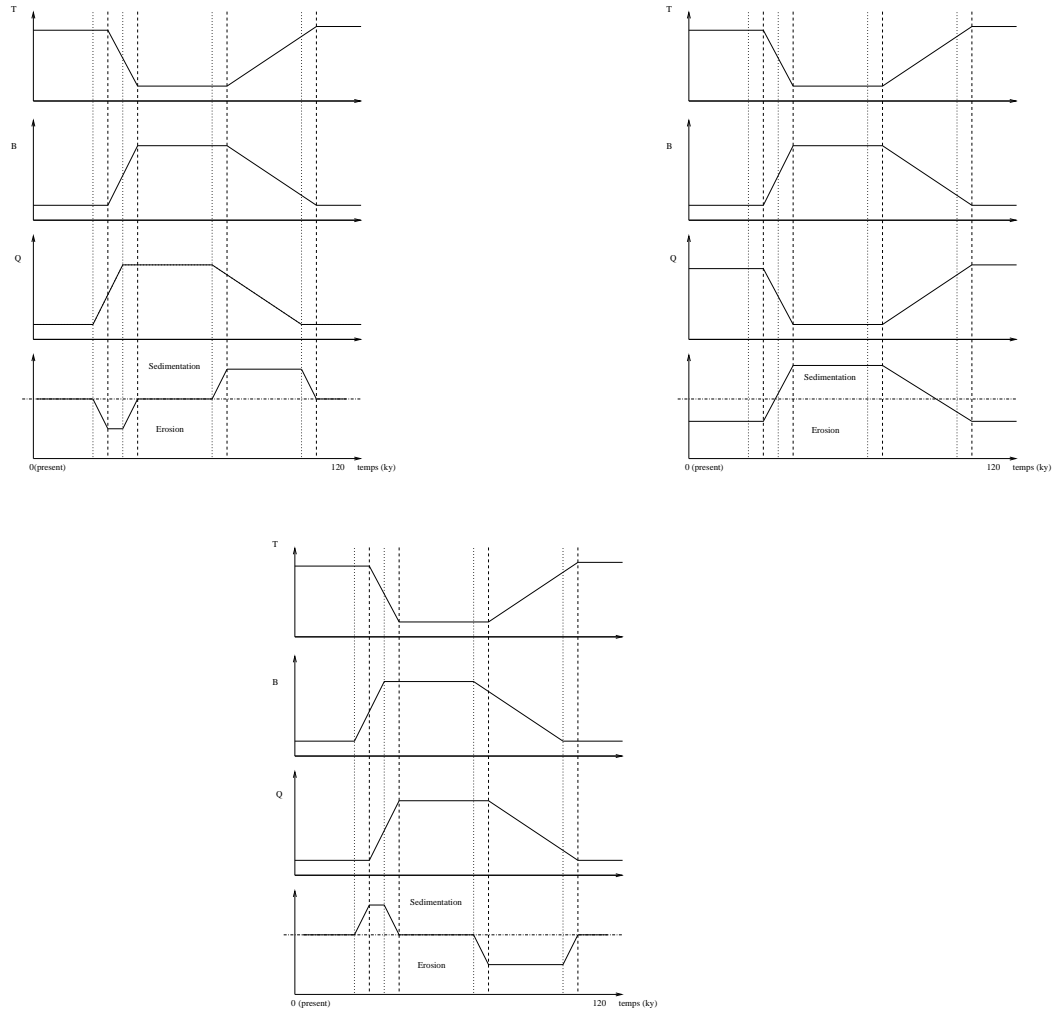 T
B
Q
Sedimentation
Erosion
0(present) 120 temps (ky)
T
B
Q
Sedimentation
Erosion
0 (present) 120 temps (ky)
T
B
Q
Sedimentation
Erosion
0 (present) 120 temps (ky)